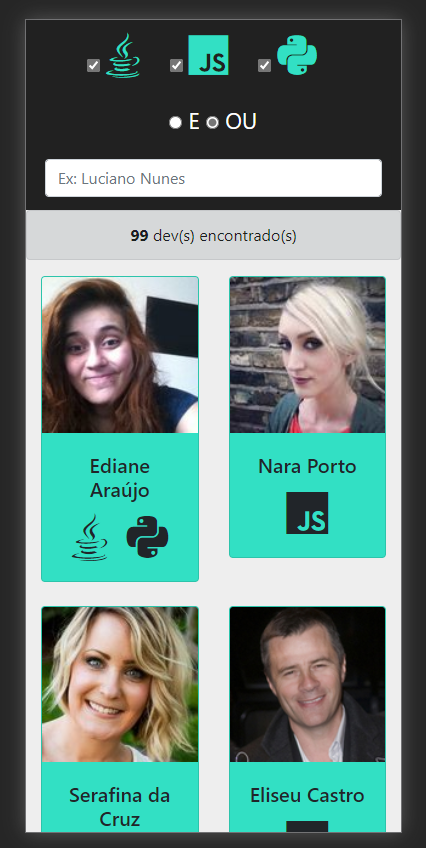 JS
E OU
Ex: Luciano Nunes
99 dev(s) encontrado(s)
Ediane
Araújo
Nara Porto
JS
Serafina da
Cruz
Eliseu Castro